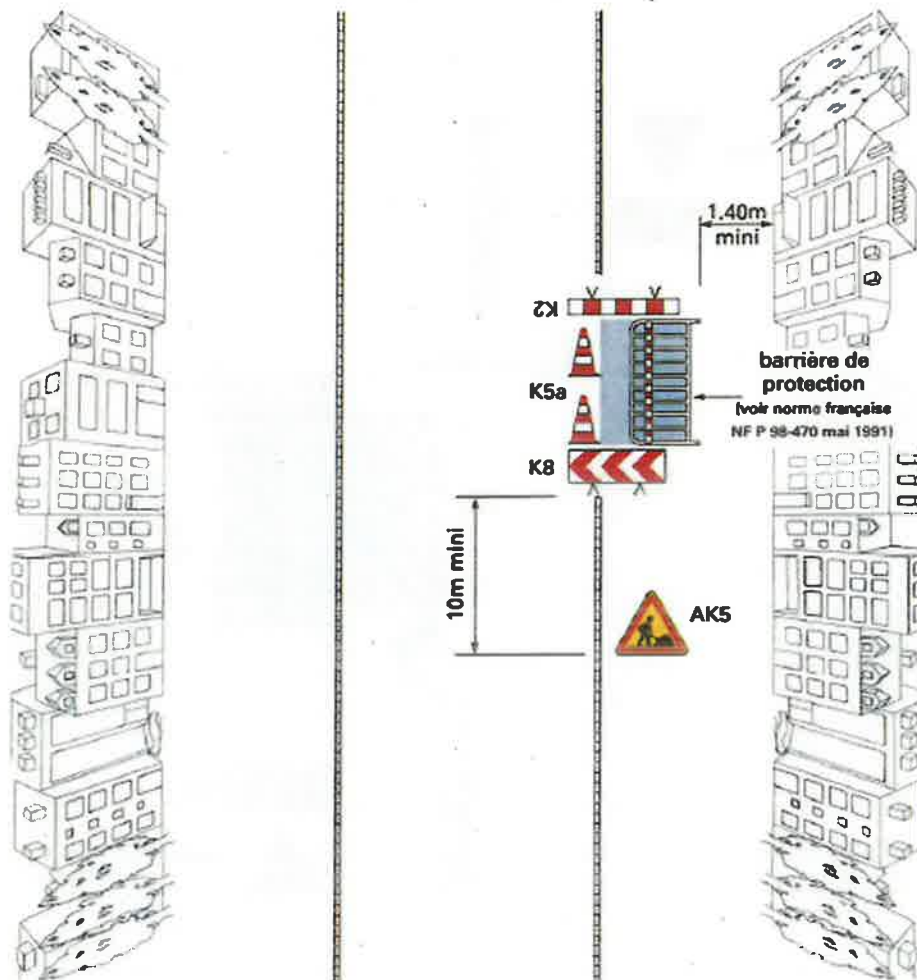 1.40m
mini
K2
K5a
barrière de
protection
(voir norme française
NF P 98-470 mai 1991)
K8
10m mini
AK5